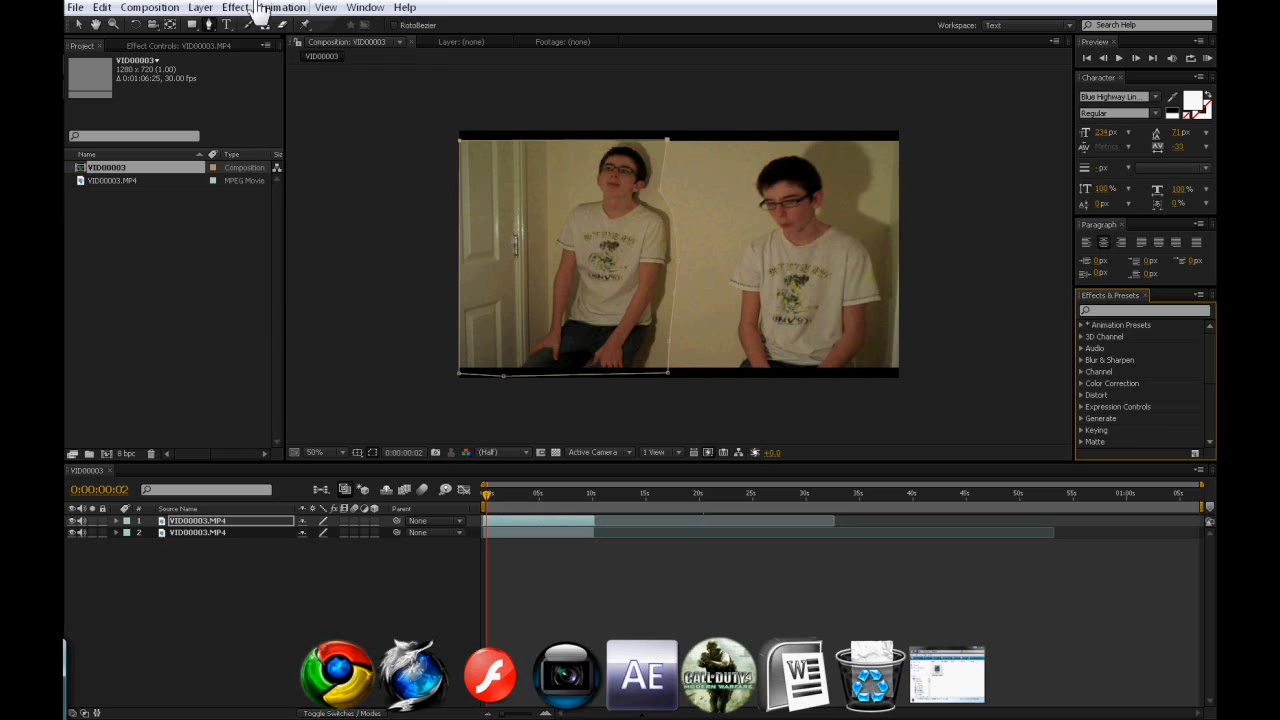 File Edit Composition Layer Effect Animation View Window Help
RotoBezier
Workspace: Text
Search Help
Project
Effect Controls: VID00003.MP4
VID00003
1280 x 720 (1.00)
Δ 0:01:06:25, 30.00 fps
Name Type Siz
VID00003 Composition
VID00003.MP4 MPEG Movie
8 bpc
Composition: VID00003
Layer: (none)
Footage: (none)
VID00003
50%
0:00:00:02
(Half)
Active Camera
1 View
+0.0
Preview
Character
Blue Highway Lin...
Regular
234 px
71 px
Metrics
-33
- px
100 %
100 %
0 px
0 %
Paragraph
0 px 0 px 0 px
0 px 0 px
Effects & Presets
* Animation Presets
3D Channel
Audio
Blur & Sharpen
Channel
Color Correction
Distort
Expression Controls
Generate
Keying
Matte
VID00003
0:00:00:02
# Source Name Parent
05s 10s 15s 20s 25s 30s 35s 40s 45s 50s 55s 01:00s 05s
1 VID00003.MP4 None
2 VID00003.MP4 None
AE
CALL OF DUTY 4
MODERN WARFARE
W
Toggle Switches / Modes